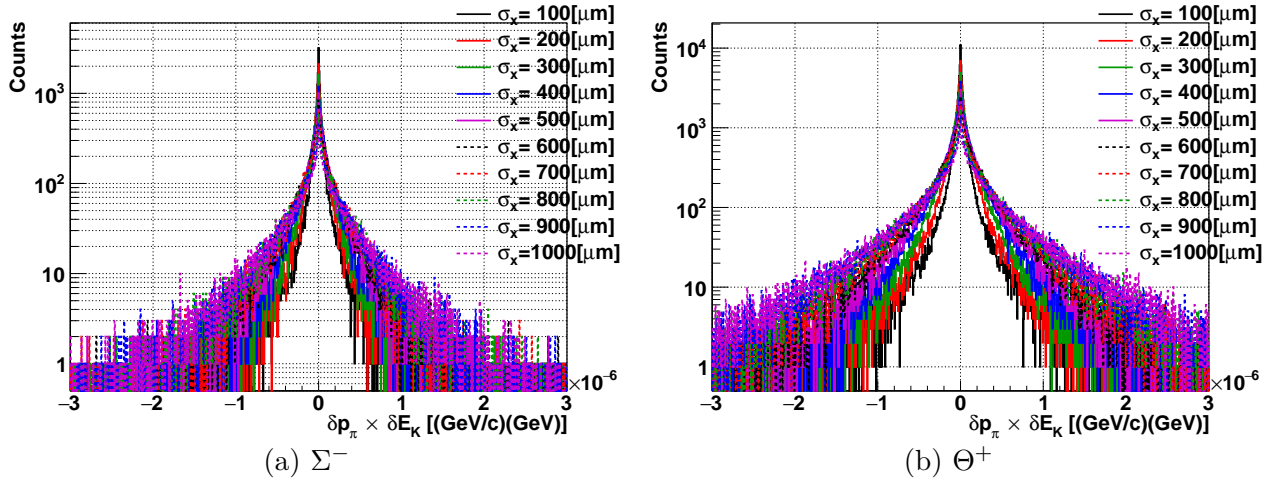 Counts
10³
10²
10
1
−3 −2 −1 0 1 2 3
×10⁻⁶
δp_π × δE_K [(GeV/c)(GeV)]
σ_x= 100[μm]
σ_x= 200[μm]
σ_x= 300[μm]
σ_x= 400[μm]
σ_x= 500[μm]
σ_x= 600[μm]
σ_x= 700[μm]
σ_x= 800[μm]
σ_x= 900[μm]
σ_x=1000[μm]
(a) Σ⁻
Counts
10⁴
10³
10²
10
1
−3 −2 −1 0 1 2 3
×10⁻⁶
δp_π × δE_K [(GeV/c)(GeV)]
σ_x= 100[μm]
σ_x= 200[μm]
σ_x= 300[μm]
σ_x= 400[μm]
σ_x= 500[μm]
σ_x= 600[μm]
σ_x= 700[μm]
σ_x= 800[μm]
σ_x= 900[μm]
σ_x=1000[μm]
(b) Θ⁺